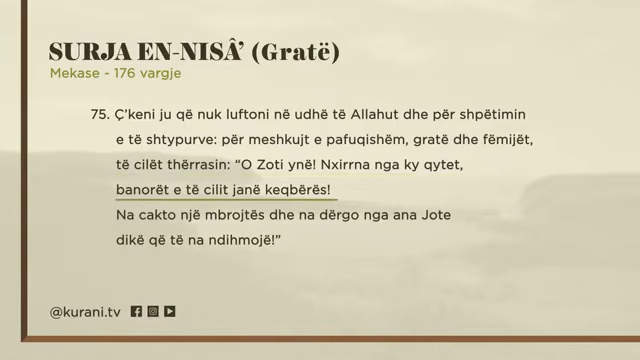 SURJA EN-NISÂ’ (Gratë)
Mekase - 176 vargje
75. Ç’keni ju që nuk luftoni në udhë të Allahut dhe për shpëtimin
e të shtypurve: për meshkujt e pafuqishëm, gratë dhe fëmijët,
të cilët thërrasin: “O Zoti ynë! Nxirrna nga ky qytet,
banorët e të cilit janë keqbërës!
Na cakto një mbrojtës dhe na dërgo nga ana Jote
dikë që të na ndihmojë!”
@kurani.tv